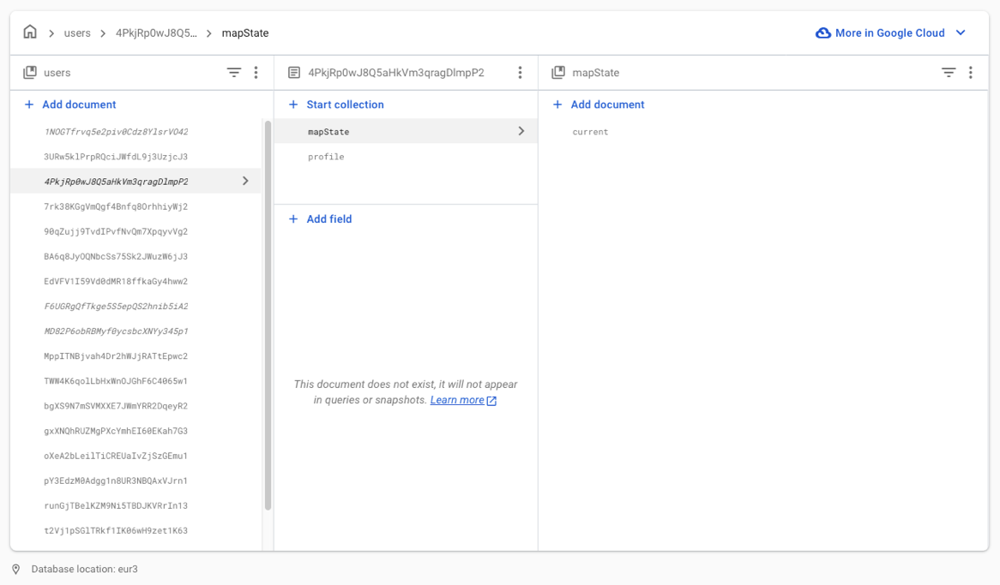 users
4PkjRp0wJ8Q5…
mapState
More in Google Cloud
users
Add document
1NOGTfrvq5e2piv0Cdz8YlsrVO42
3URw5klPrpRQciJWfdL9j3UzjcJ3
4PkjRp0wJ8Q5aHkVm3qragDlmpP2
7rk38KGgVmQgf4Bnfq8OrhhiyWj2
90qZujj9TvdIPvfNvQm7XpqyvVg2
BA6q8JyOQNbcSs75Sk2JWuzW6jJ3
EdVFV1I59Vd0dMR18ffkaGy4hww2
F6UGRgQfTkge5S5epQS2hnib5iA2
MD82P6obRBMyf0ycsbcXNYy345p1
MppITNBjvah4Dr2hWJjRATtEpwc2
TWW4K6qolLbHxWnOJGhF6C4065w1
bgXS9N7mSVMXXE7JWmYRR2DqeyR2
gxXNQhRUZMgPXcYmhEI60EKah7G3
oXeA2bLeilTiCREUaIvZjSzGEmu1
pY3EdzM0Adgg1n8UR3NBQAxVJrn1
runGjTBelKZM9Ni5TBDJKVRrIn13
t2Vj1pSGlTRkf1IK06wH9zet1K63
4PkjRp0wJ8Q5aHkVm3qragDlmpP2
Start collection
mapState
profile
Add field
This document does not exist, it will not appear
in queries or snapshots. Learn more
mapState
Add document
current
Database location: eur3